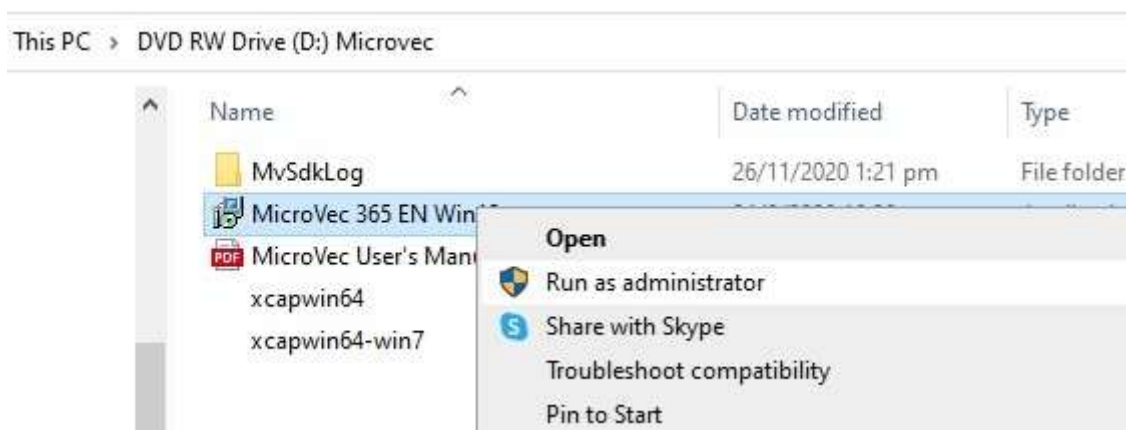 This PC > DVD RW Drive (D:) Microvec
Name Date modified Type
MvSdkLog 26/11/2020 1:21 pm File folder
MicroVec 365 EN
PDF MicroVec User's
xcapwin64
xcapwin64-win7
Open
Run as administrator
S Share with Skype
Troubleshoot compatibility
Pin to Start